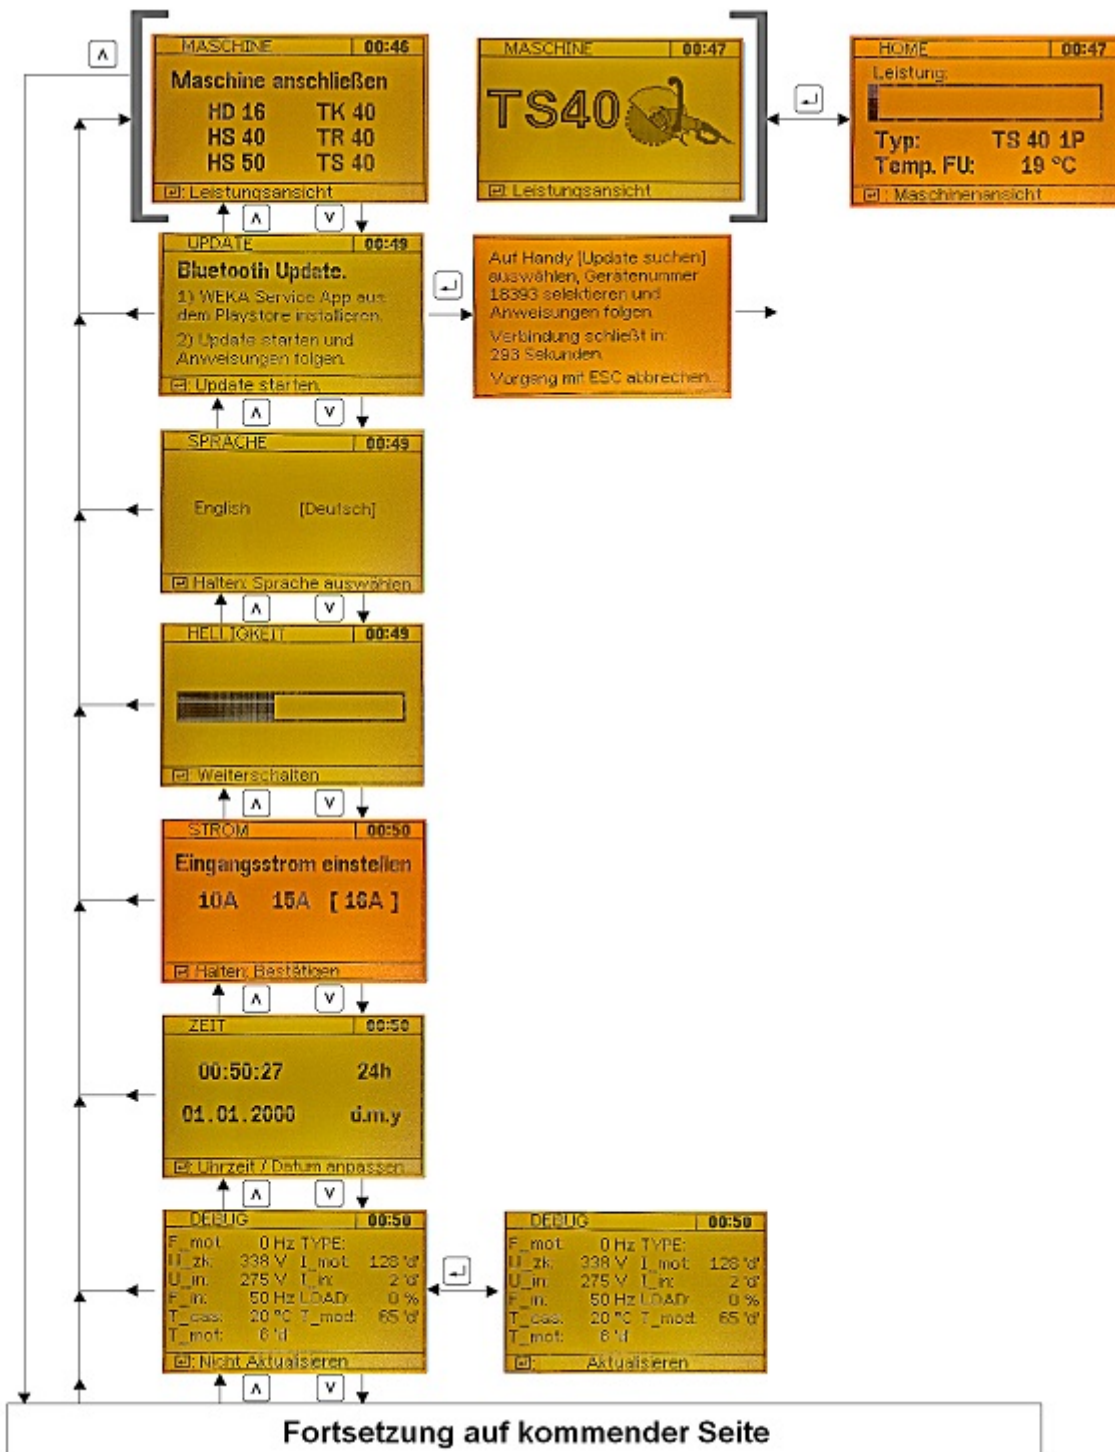 MASCHINE 00:46
Maschine anschließen
HD 16 TK 40
HS 40 TR 40
HS 50 TS 40
: Leistungsansicht
MASCHINE 00:47
TS40
: Leistungsansicht
HOME 00:47
Leistung:
Typ: TS 40 1P
Temp. FU: 19 °C
: Maschinenansicht
UPDATE 00:49
Bluetooth Update.
1) WEKA Service App aus
dem Playstore installieren.
2) Update starten und
Anweisungen folgen.
: Update starten.
Auf Handy [Update suchen]
auswählen, Gerätenummer
18393 selektieren und
Anweisungen folgen.
Verbindung schließt in:
293 Sekunden.
Vorgang mit ESC abbrechen...
SPRACHE 00:49
English [Deutsch]
Halten: Sprache auswählen
HELLIGKEIT 00:49
: Weiterschalten
STROM 00:50
Eingangsstrom einstellen
10A 15A [ 16A ]
Halten: Bestätigen
ZEIT 00:50
00:50:27 24h
01.01.2000 d.m.y
: Uhrzeit / Datum anpassen
DEBUG 00:50
F_mot: 0 Hz TYPE:
U_zk: 338 V I_mot: 128 'd'
U_in: 275 V I_in: 2 'd'
F_in: 50 Hz LOAD: 0 %
T_cas: 20 °C T_mod: 65 'd'
T_mot: 6 'd
: Nicht Aktualisieren
DEBUG 00:50
F_mot: 0 Hz TYPE:
U_zk: 338 V I_mot: 128 'd'
U_in: 275 V I_in: 2 'd'
F_in: 50 Hz LOAD: 0 %
T_cas: 20 °C T_mod: 65 'd'
T_mot: 6 'd
: Aktualisieren
Fortsetzung auf kommender Seite